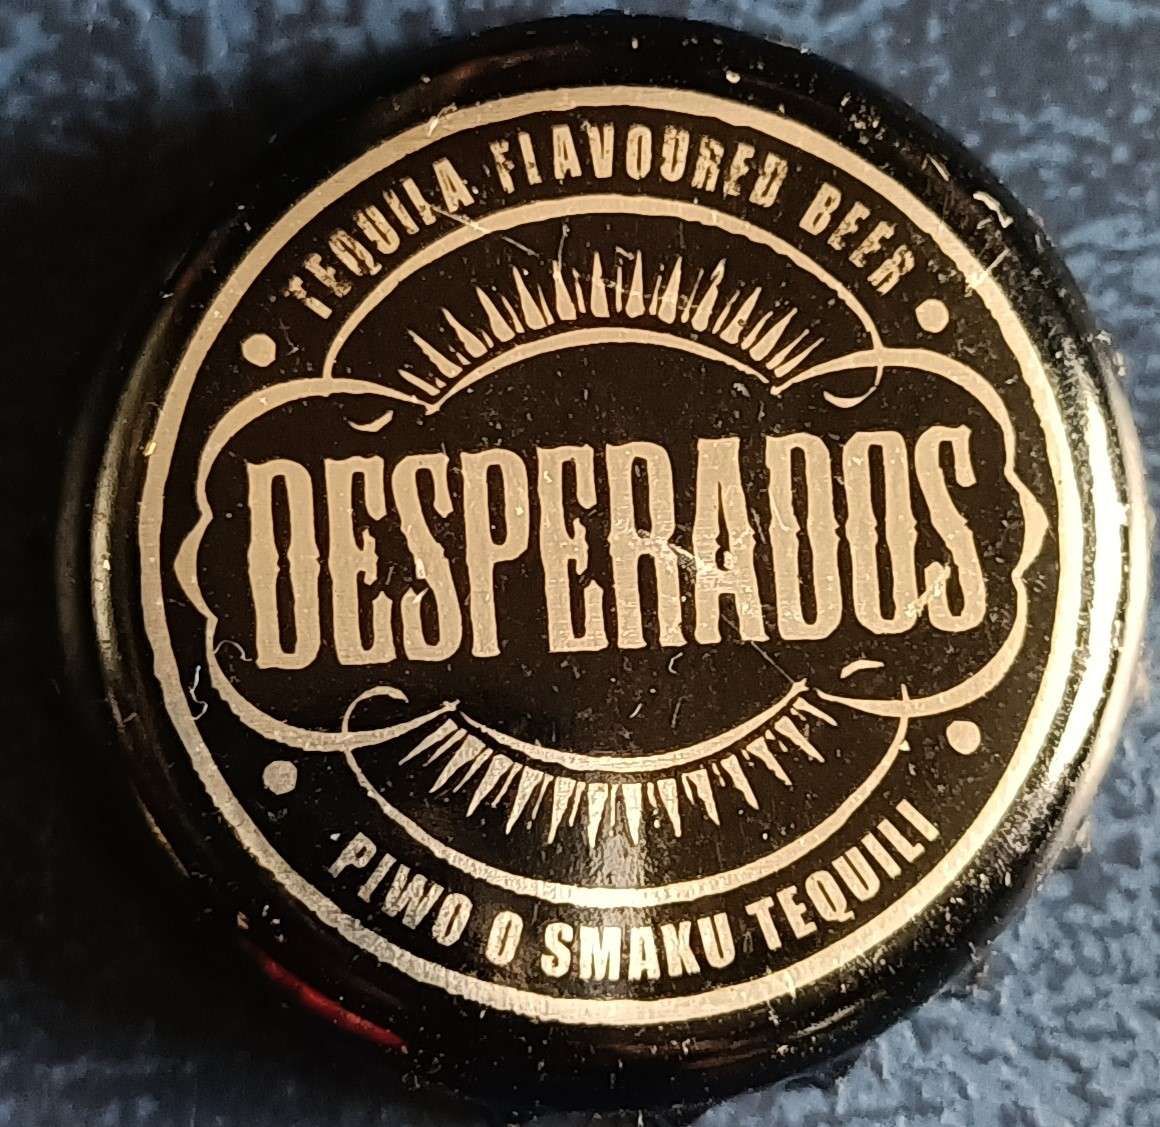 TEQUILA FLAVOURED BEER
DESPERADOS
PIWO O SMAKU TEQUILI